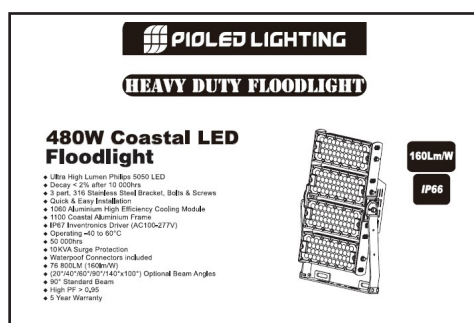 PIOLED LIGHTING
HEAVY DUTY FLOODLIGHT
480W Coastal LED
Floodlight
160Lm/W
IP66
◆ Ultra High Lumen Philips 5050 LED
◆ Decay < 2% after 10 000hrs
◆ 3 part, 316 Stainless Steel Bracket, Bolts & Screws
◆ Quick & Easy Installation
◆ 1060 Aluminium High Efficiency Cooling Module
◆ 1100 Coastal Aluminium Frame
◆ IP67 Inventronics Driver (AC100-277V)
◆ Operating -40 to 60°C
◆ 50 000hrs
◆ 10KVA Surge Protection
◆ Waterpoof Connectors included
◆ 76 800LM (160lm/W)
◆ (20°/40°/60°/90°/140°x100°) Optional Beam Angles
◆ 90° Standard Beam
◆ High PF > 0.95
◆ 5 Year Warranty